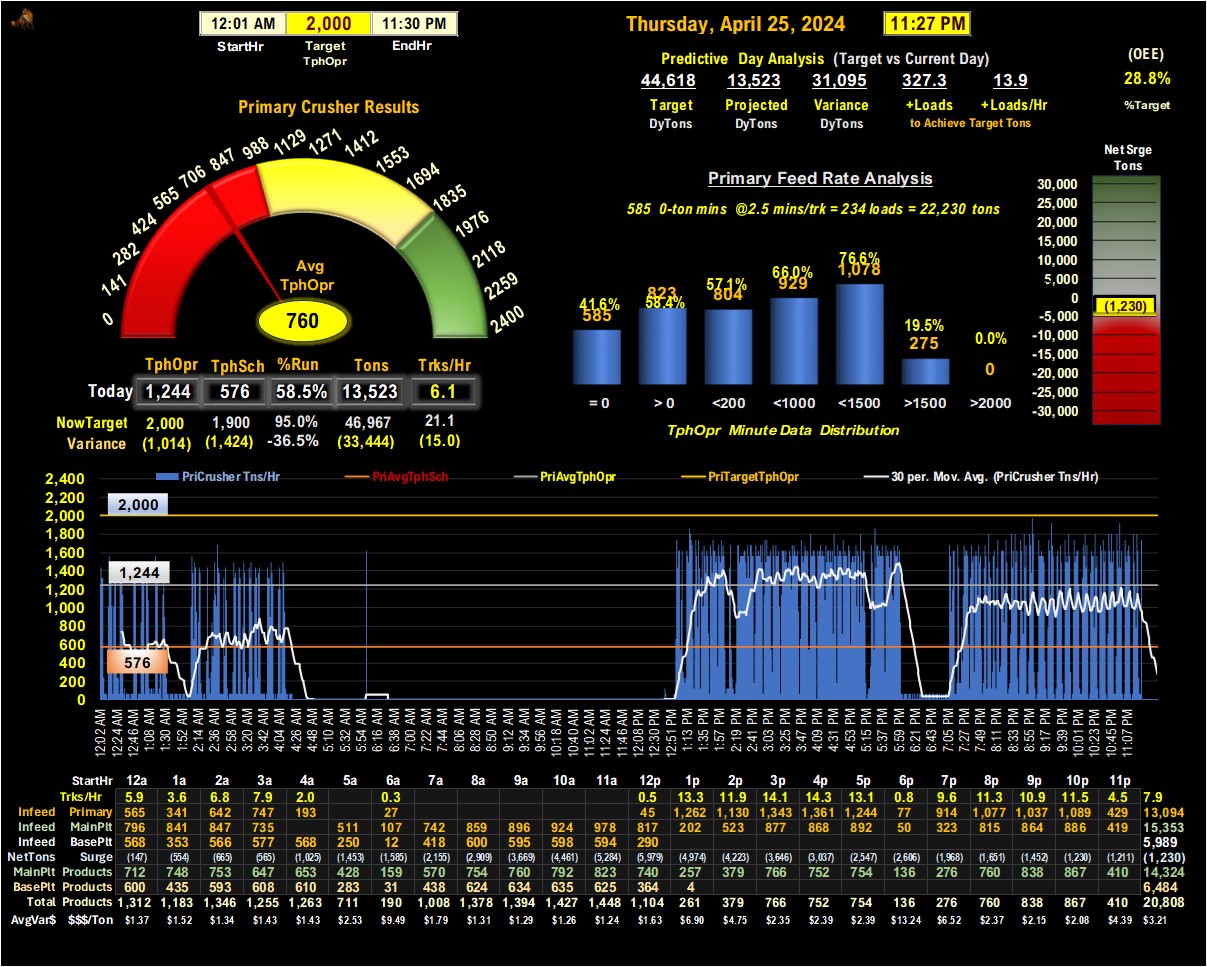 12:01 AM 2,000 11:30 PM
StartHr Target TphOpr EndHr
Thursday, April 25, 2024 11:27 PM
Predictive Day Analysis (Target vs Current Day)
44,618 13,523 31,095 327.3 13.9
Target Projected Variance +Loads +Loads/Hr
DyTons DyTons DyTons to Achieve Target Tons
(OEE)
28.8%
%Target
Primary Crusher Results
0 141 282 424 565 706 847 988 1129 1271 1412 1553 1694 1835 1976 2118 2259 2400
Avg
TphOpr
760
TphOpr TphSch %Run Tons Trks/Hr
Today 1,244 576 58.5% 13,523 6.1
NowTarget 2,000 1,900 95.0% 46,967 21.1
Variance (1,014) (1,424) -36.5% (33,444) (15.0)
Primary Feed Rate Analysis
585 0-ton mins @2.5 mins/trk = 234 loads = 22,230 tons
41.6% 58.4% 57.1% 66.0% 76.6% 19.5% 0.0%
585 823 804 929 1,078 275 0
= 0 > 0 <200 <1000 <1500 >1500 >2000
TphOpr Minute Data Distribution
Net Srge
Tons
30,000
25,000
20,000
15,000
10,000
5,000
0
(1,230)
-5,000
-10,000
-15,000
-20,000
-25,000
-30,000
PriCrusher Tns/Hr PriAvgTphSch PriAvgTphOpr PriTargetTphOpr 30 per. Mov. Avg. (PriCrusher Tns/Hr)
2,400
2,200
2,000
1,800
1,600
1,400
1,200
1,000
800
600
400
200
0
2,000
1,244
576
12:02 AM 12:24 AM 12:46 AM 1:08 AM 1:30 AM 1:52 AM 2:14 AM 2:36 AM 2:58 AM 3:20 AM 3:42 AM 4:04 AM 4:26 AM 4:48 AM 5:10 AM 5:32 AM 5:54 AM 6:16 AM 6:38 AM 7:00 AM 7:22 AM 7:44 AM 8:06 AM 8:28 AM 8:50 AM 9:12 AM 9:34 AM 9:56 AM 10:18 AM 10:40 AM 11:02 AM 11:24 AM 11:46 AM 12:08 PM 12:30 PM 12:51 PM 1:13 PM 1:35 PM 1:57 PM 2:19 PM 2:41 PM 3:03 PM 3:25 PM 3:47 PM 4:09 PM 4:31 PM 4:53 PM 5:15 PM 5:37 PM 5:59 PM 6:21 PM 6:43 PM 7:05 PM 7:27 PM 7:49 PM 8:11 PM 8:33 PM 8:55 PM 9:17 PM 9:39 PM 10:01 PM 10:23 PM 10:45 PM 11:07 PM
StartHr 12a 1a 2a 3a 4a 5a 6a 7a 8a 9a 10a 11a 12p 1p 2p 3p 4p 5p 6p 7p 8p 9p 10p 11p
Trks/Hr 5.9 3.6 6.8 7.9 2.0 0.3 0.5 13.3 11.9 14.1 14.3 13.1 0.8 9.6 11.3 10.9 11.5 4.5 7.9
Infeed Primary 565 341 642 747 193 27 45 1,262 1,130 1,343 1,361 1,244 77 914 1,077 1,037 1,089 429 13,094
Infeed MainPlt 796 841 847 735 511 107 742 859 896 924 978 817 202 523 877 868 892 50 323 815 864 886 419 15,353
Infeed BasePlt 568 353 566 577 568 250 12 418 600 595 598 594 290 5,989
NetTons Surge (147) (554) (665) (565) (1,025) (1,453) (1,585) (2,155) (2,909) (3,669) (4,461) (5,284) (5,979) (4,974) (4,223) (3,646) (3,037) (2,547) (2,606) (1,968) (1,651) (1,452) (1,230) (1,211) (1,230)
MainPlt Products 712 748 753 647 653 428 159 570 754 760 792 823 740 257 379 766 752 754 136 276 760 838 867 410 14,324
BasePlt Products 600 435 593 608 610 283 31 438 624 634 635 625 364 4 6,484
Total Products 1,312 1,183 1,346 1,255 1,263 711 190 1,008 1,378 1,394 1,427 1,448 1,104 261 379 766 752 754 136 276 760 838 867 410 20,808
AvgVar$ $$$/Ton $1.37 $1.52 $1.34 $1.43 $1.43 $2.53 $9.49 $1.79 $1.31 $1.29 $1.26 $1.24 $1.63 $6.90 $4.75 $2.35 $2.39 $2.39 $13.24 $6.52 $2.37 $2.15 $2.08 $4.39 $3.21